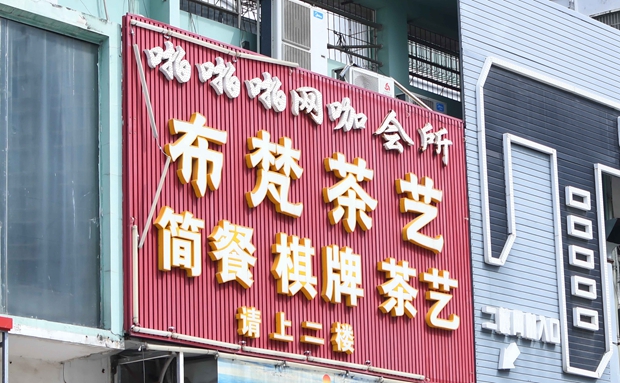 啪啪啪网咖会所
布梵茶艺
简餐棋牌茶艺
请上二楼